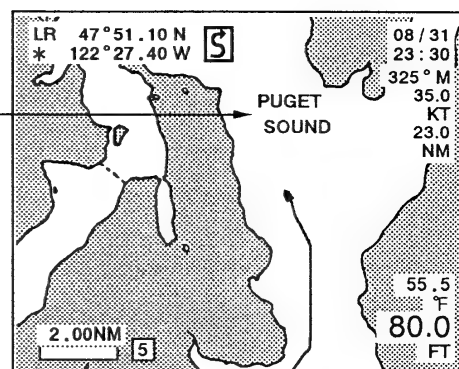 LR 47°51.10 N
* 122°27.40 W
08/31
23:30
325°M
35.0
KT
23.0
NM
PUGET
SOUND
55.5
°F
80.0
FT
2.00NM
5